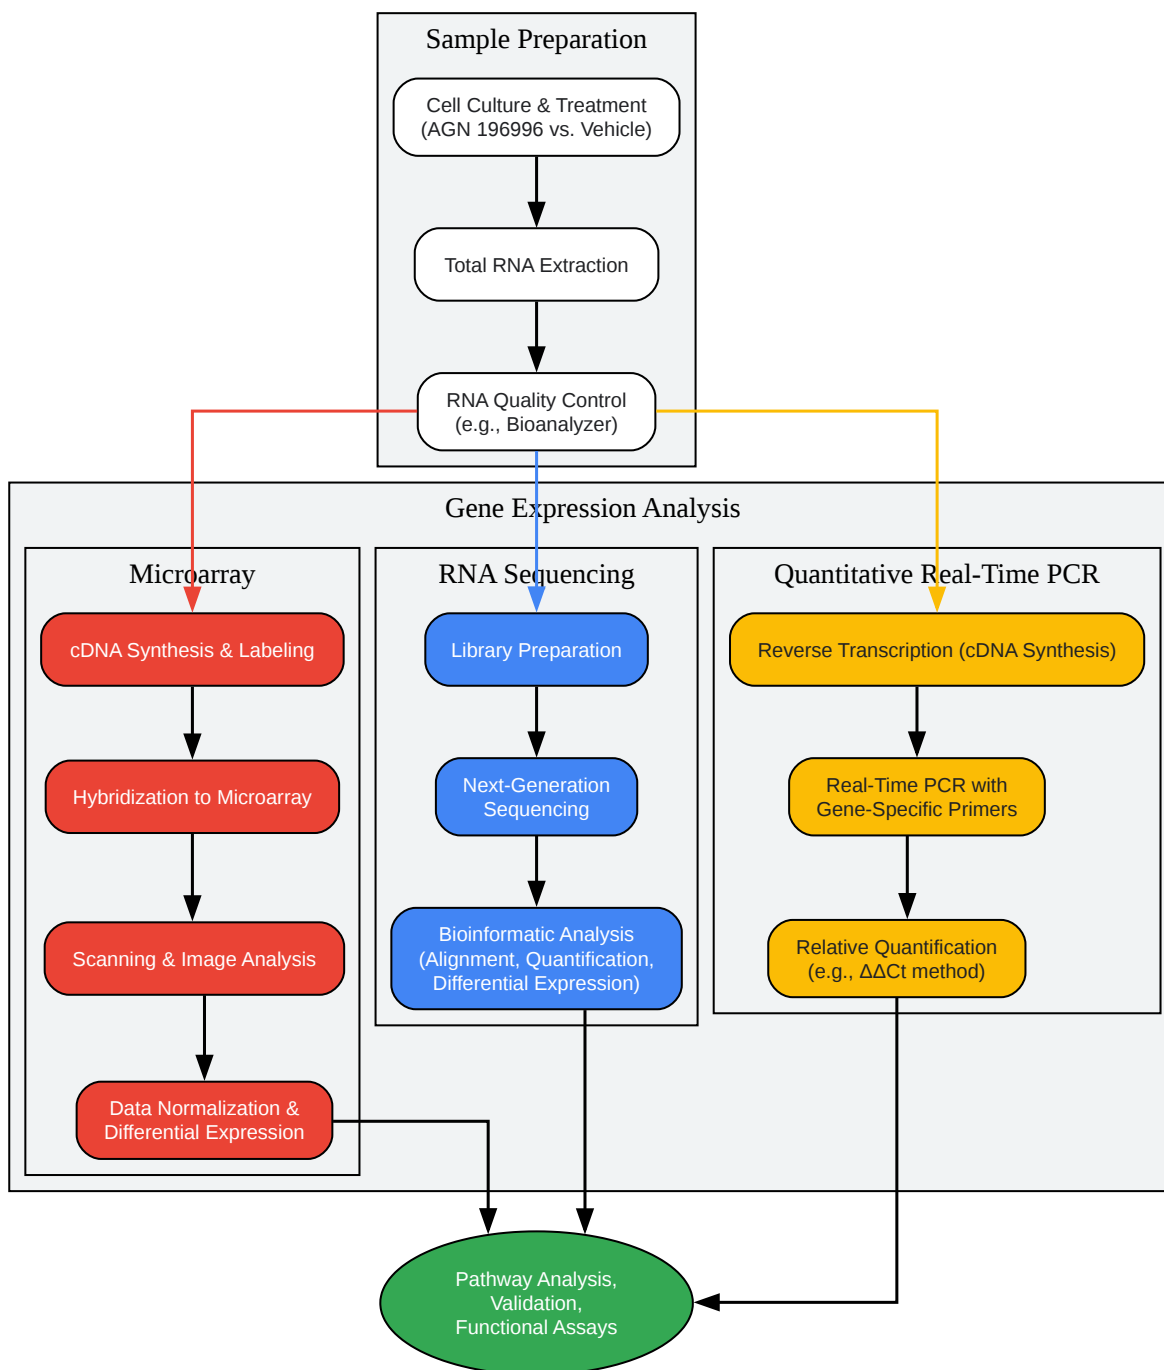 Sample Preparation
Cell Culture & Treatment
(AGN 196996 vs. Vehicle)
Total RNA Extraction
RNA Quality Control
(e.g., Bioanalyzer)
Gene Expression Analysis
Microarray
cDNA Synthesis & Labeling
Hybridization to Microarray
Scanning & Image Analysis
Data Normalization &
Differential Expression
RNA Sequencing
Library Preparation
Next-Generation
Sequencing
Bioinformatic Analysis
(Alignment, Quantification,
Differential Expression)
Quantitative Real-Time PCR
Reverse Transcription (cDNA Synthesis)
Real-Time PCR with
Gene-Specific Primers
Relative Quantification
(e.g., ΔΔCt method)
Pathway Analysis,
Validation,
Functional Assays